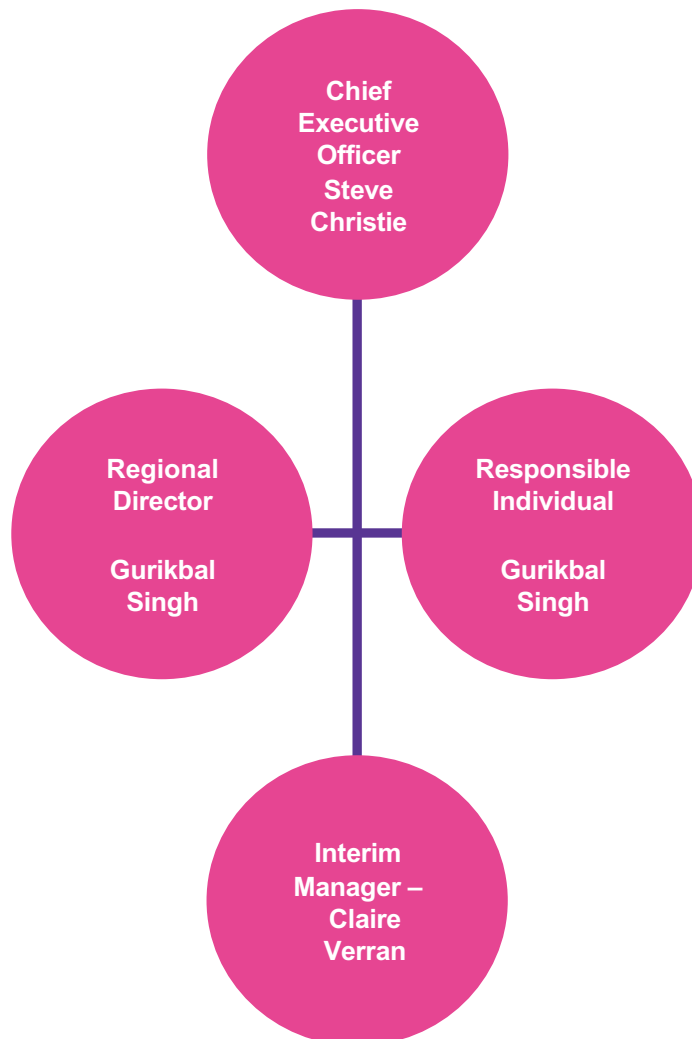 Chief
Executive
Officer
Steve
Christie
Regional
Director
Gurikbal
Singh
Responsible
Individual
Gurikbal
Singh
Interim
Manager –
Claire
Verran